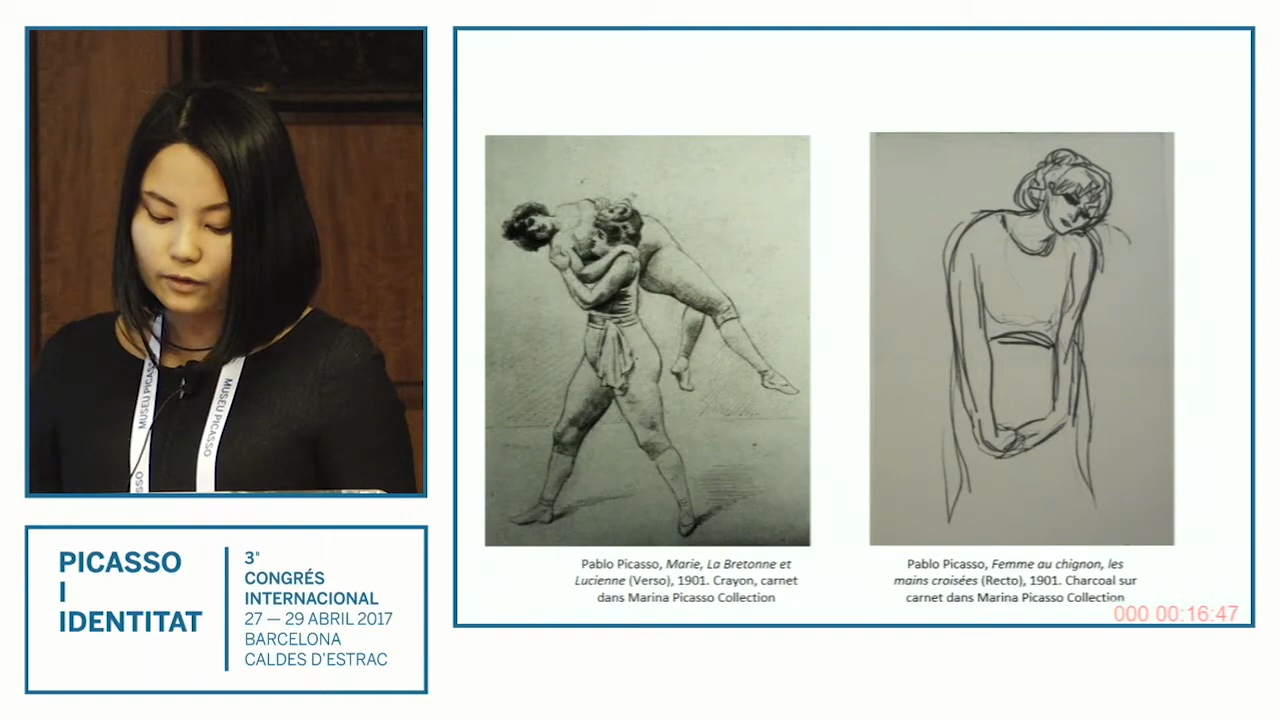 MUSEU PICASSO
MUSEU PICASSO
PICASSO
I
IDENTITAT
3r
CONGRÉS
INTERNACIONAL
27 — 29 ABRIL 2017
BARCELONA
CALDES D'ESTRAC
Pablo Picasso, Marie, La Bretonne et
Lucienne (Verso), 1901. Crayon, carnet
dans Marina Picasso Collection
Pablo Picasso, Femme au chignon, les
mains croisées (Recto), 1901. Charcoal sur
carnet dans Marina Picasso Collection
000 00:16:47